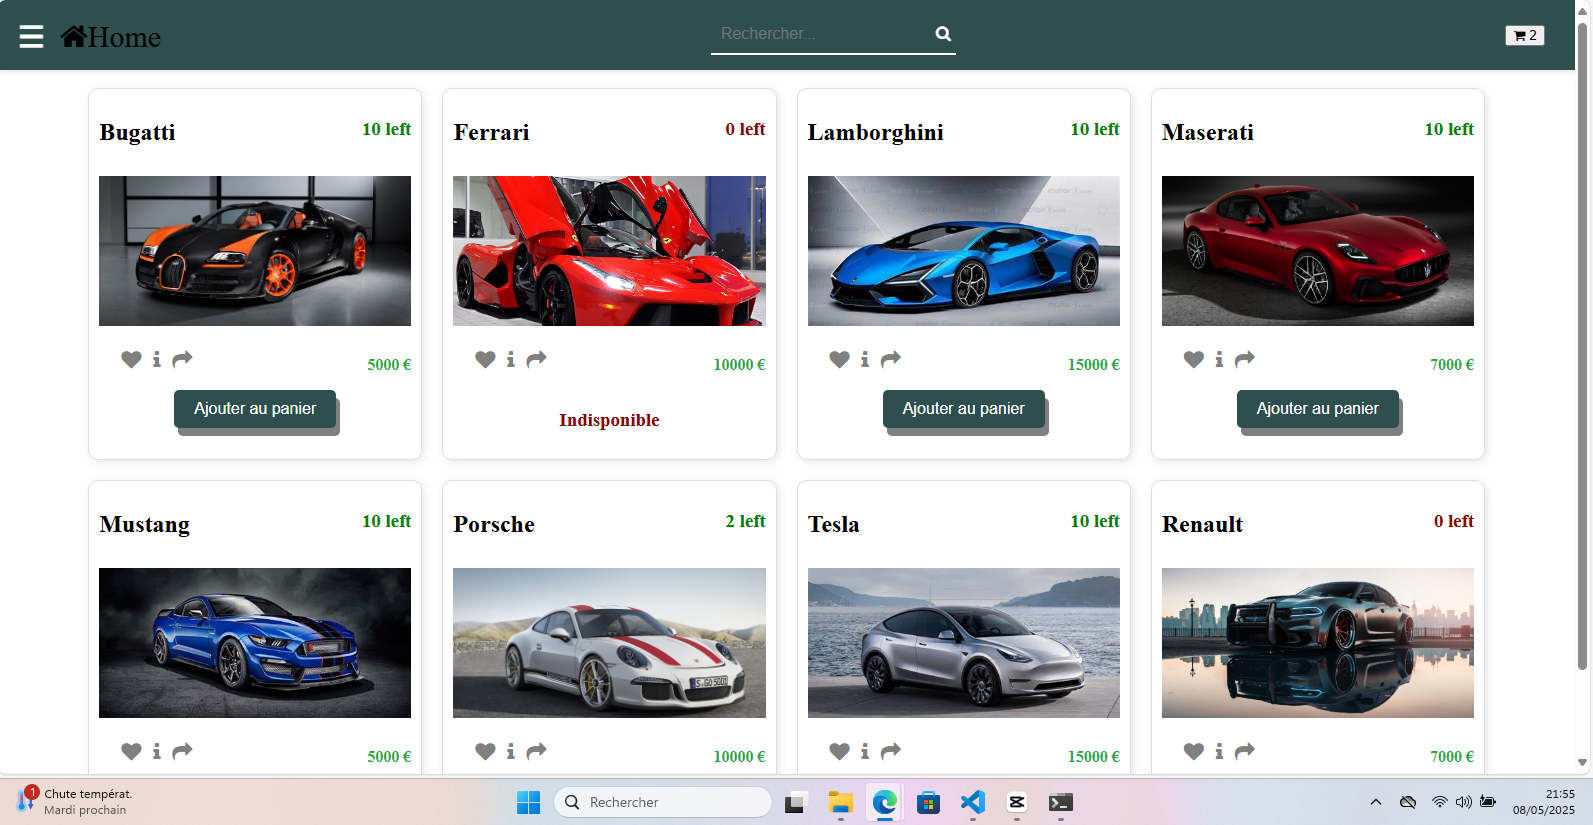 Home
Rechercher...
2
Bugatti
10 left
Ferrari
0 left
Lamborghini
10 left
Maserati
10 left
5000 €
10000 €
15000 €
7000 €
Ajouter au panier
Indisponible
Ajouter au panier
Ajouter au panier
Mustang
10 left
Porsche
2 left
Tesla
10 left
Renault
0 left
S GO 5001
5000 €
10000 €
15000 €
7000 €
1
Chute températ.
Mardi prochain
Rechercher
21:55
08/05/2025